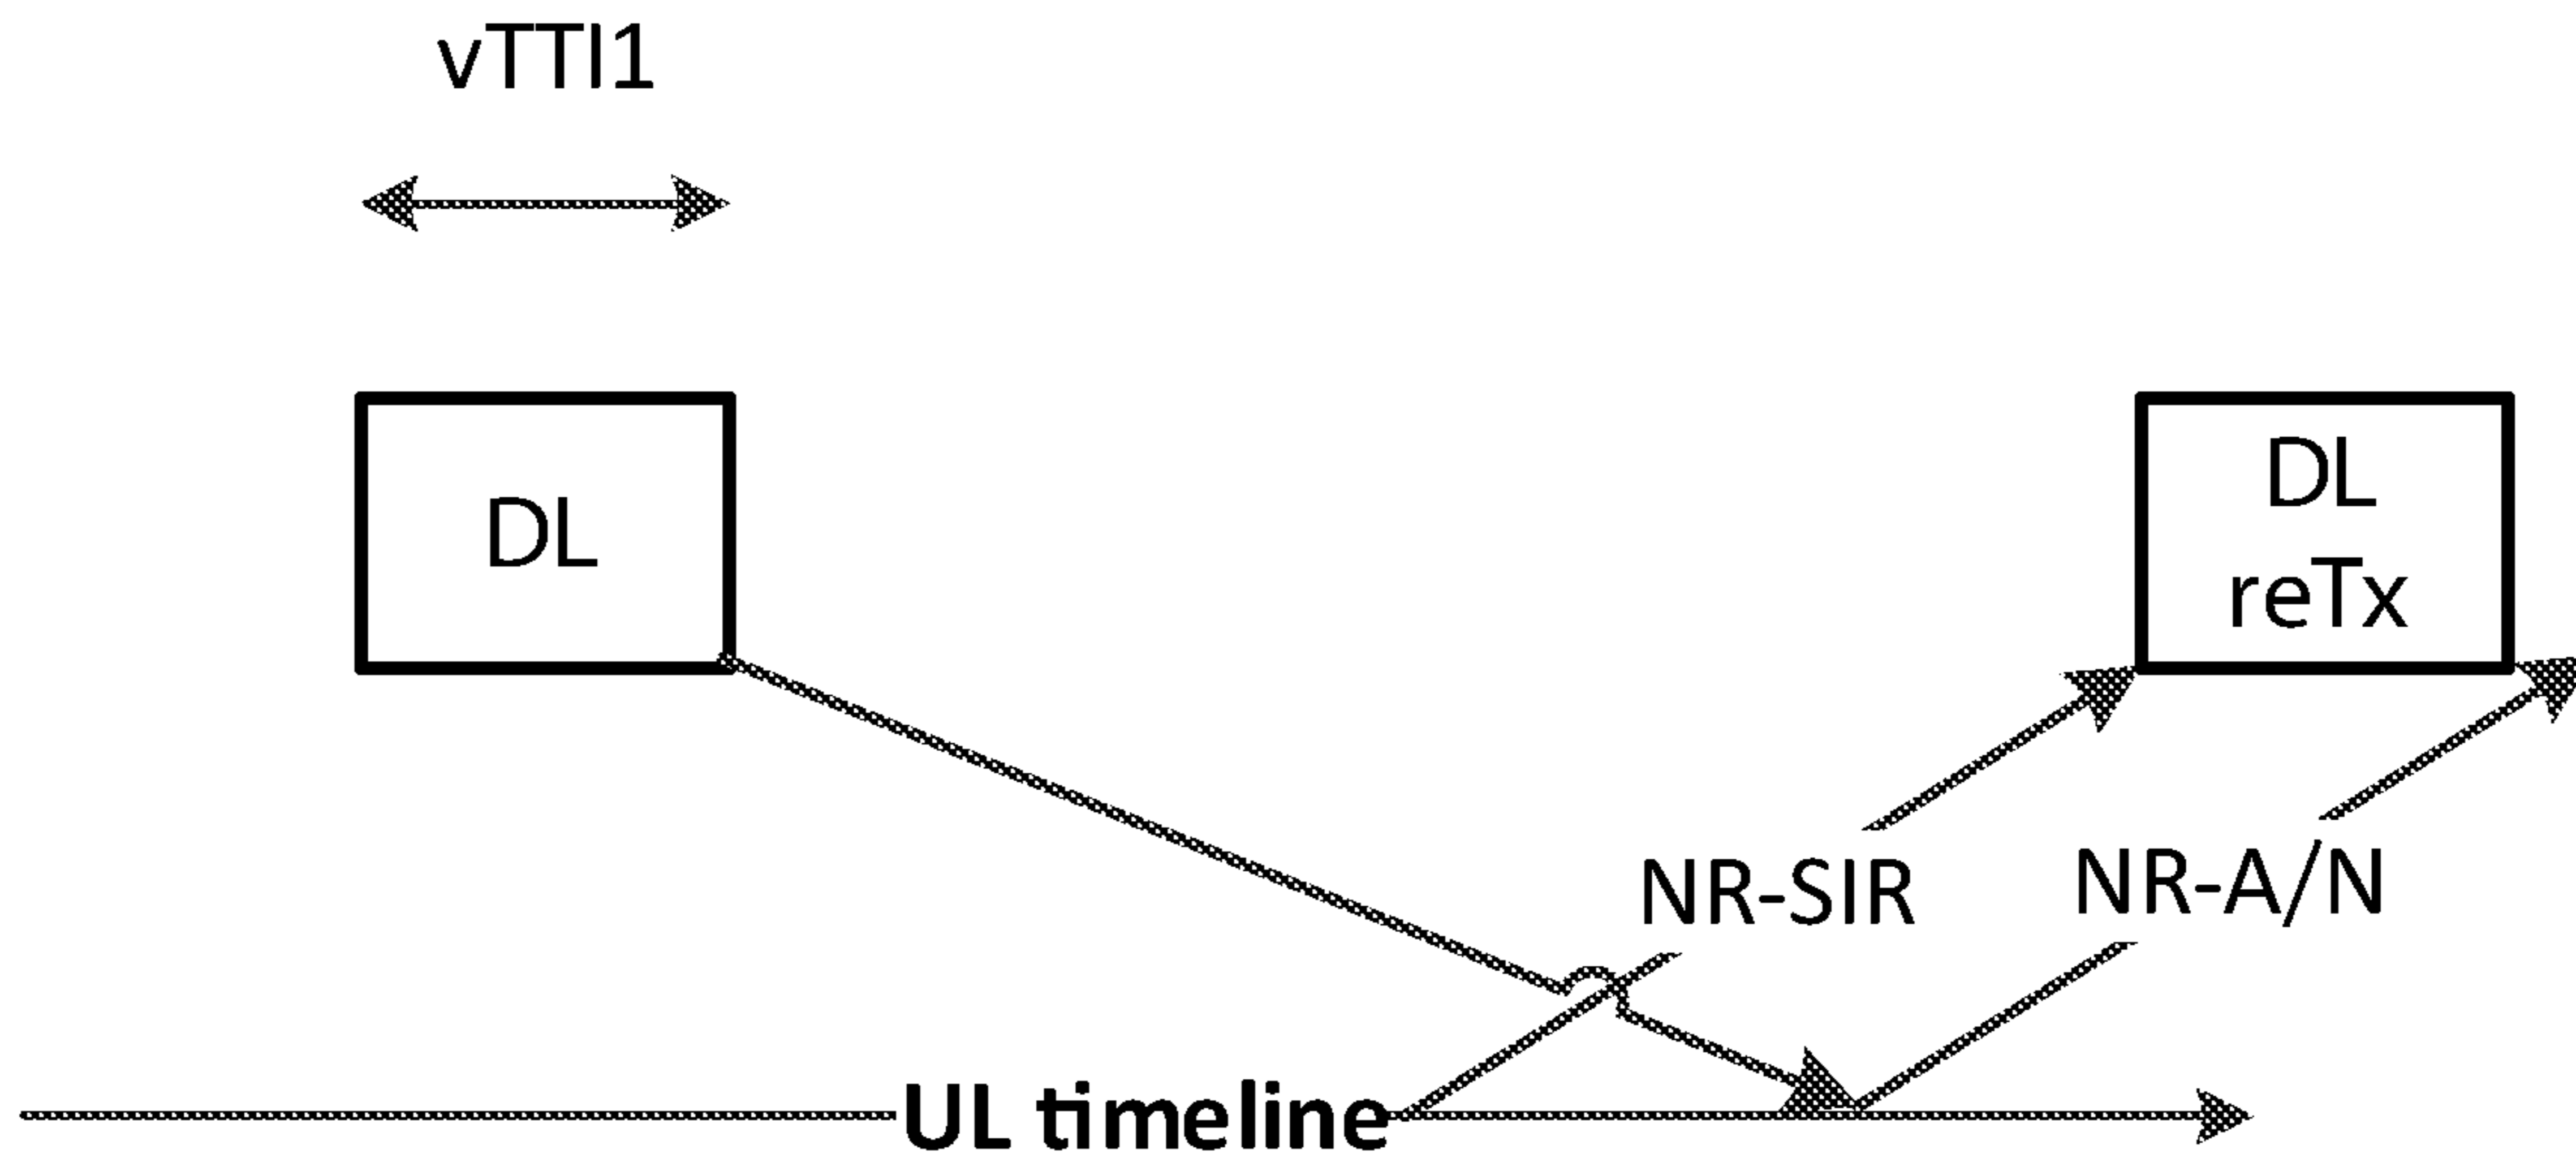 vTTI1
DL
DL
reTx
NR-SIR
NR-A/N
UL timeline